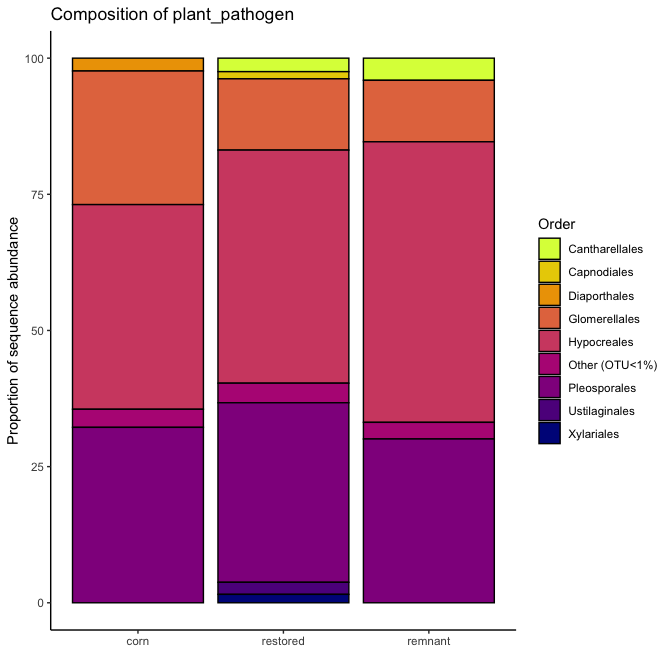 Composition of plant_pathogen
Proportion of sequence abundance
100
75
50
25
0
corn
restored
remnant
Order
Cantharellales
Capnodiales
Diaporthales
Glomerellales
Hypocreales
Other (OTU<1%)
Pleosporales
Ustilaginales
Xylariales